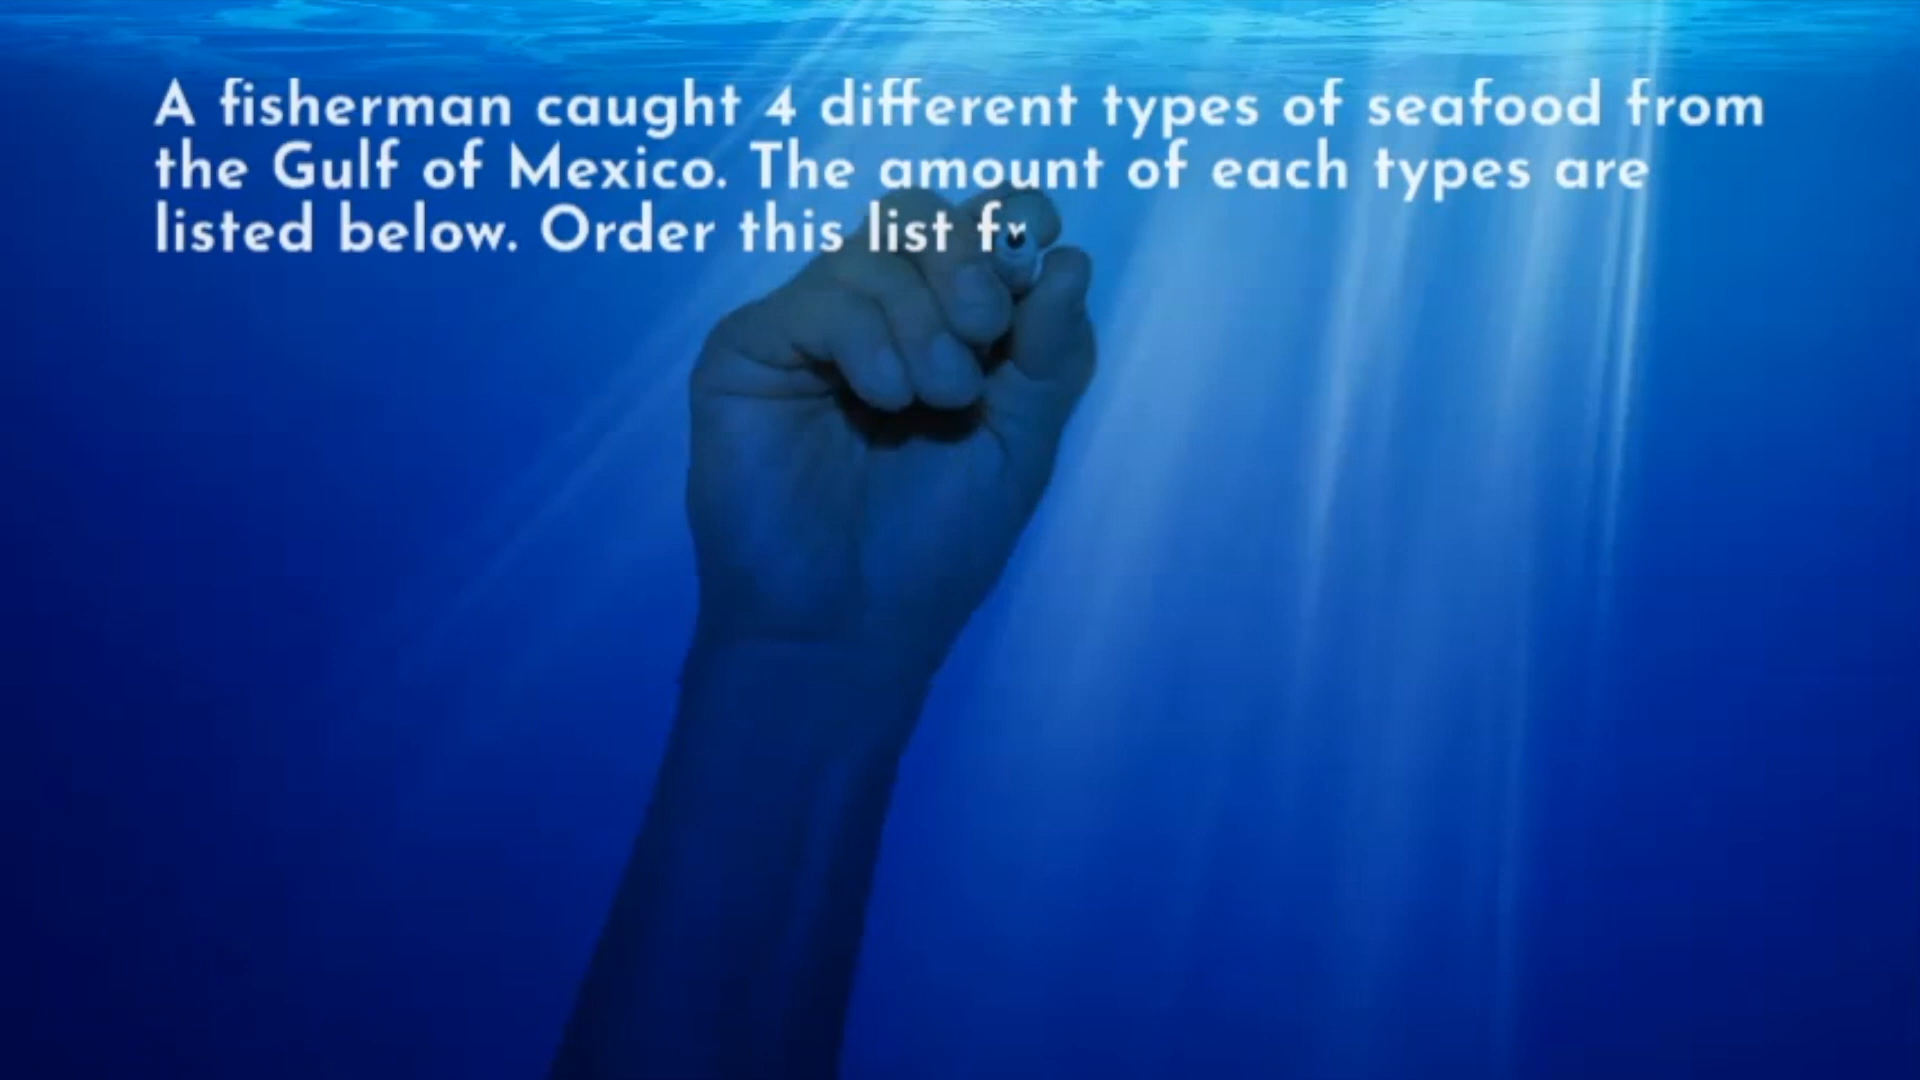 A fisherman caught 4 different types of seafood from
the Gulf of Mexico. The amount of each types are
listed below. Order this list